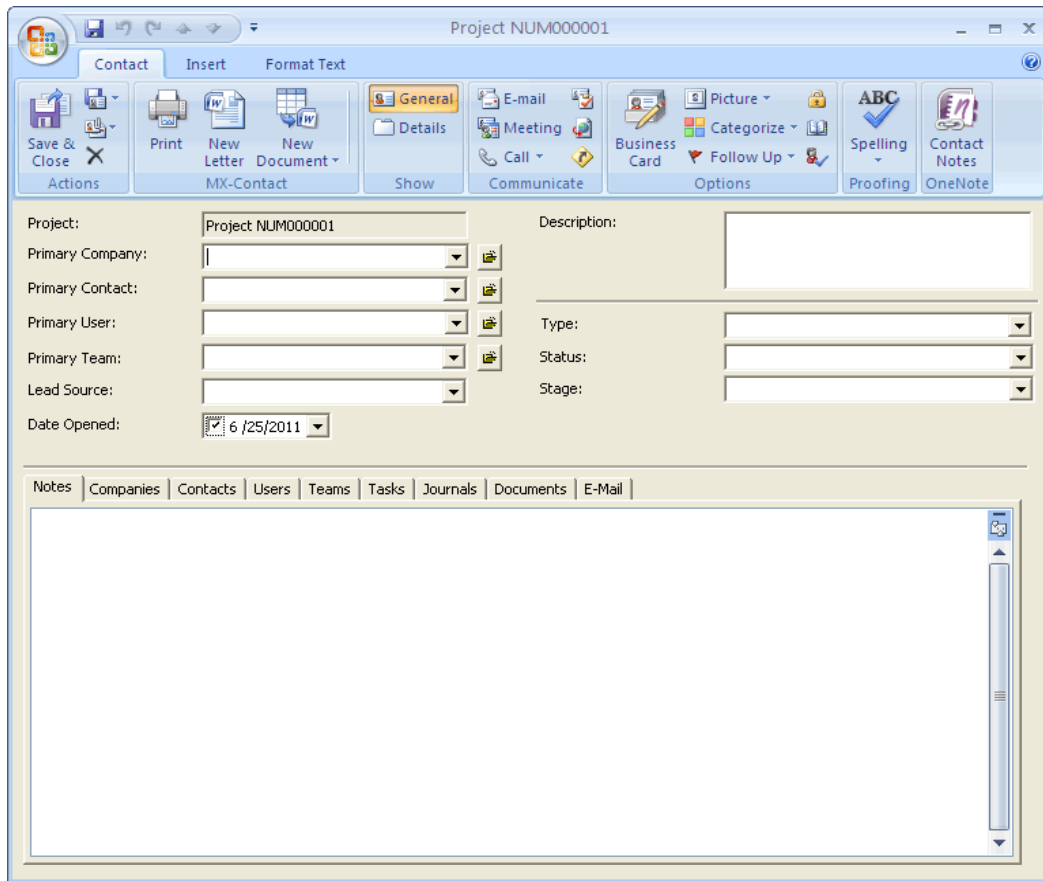 Project NUM000001
Contact Insert Format Text
Save & Close
Print
New Letter
New Document
General
Details
E-mail
Meeting
Call
Business Card
Picture
Categorize
Follow Up
ABC
Spelling
Contact Notes
Actions MX-Contact Show Communicate Options Proofing OneNote
Project: Project NUM000001
Primary Company:
Primary Contact:
Primary User:
Primary Team:
Lead Source:
Date Opened: 6 /25/2011
Description:
Type:
Status:
Stage:
Notes Companies Contacts Users Teams Tasks Journals Documents E-Mail